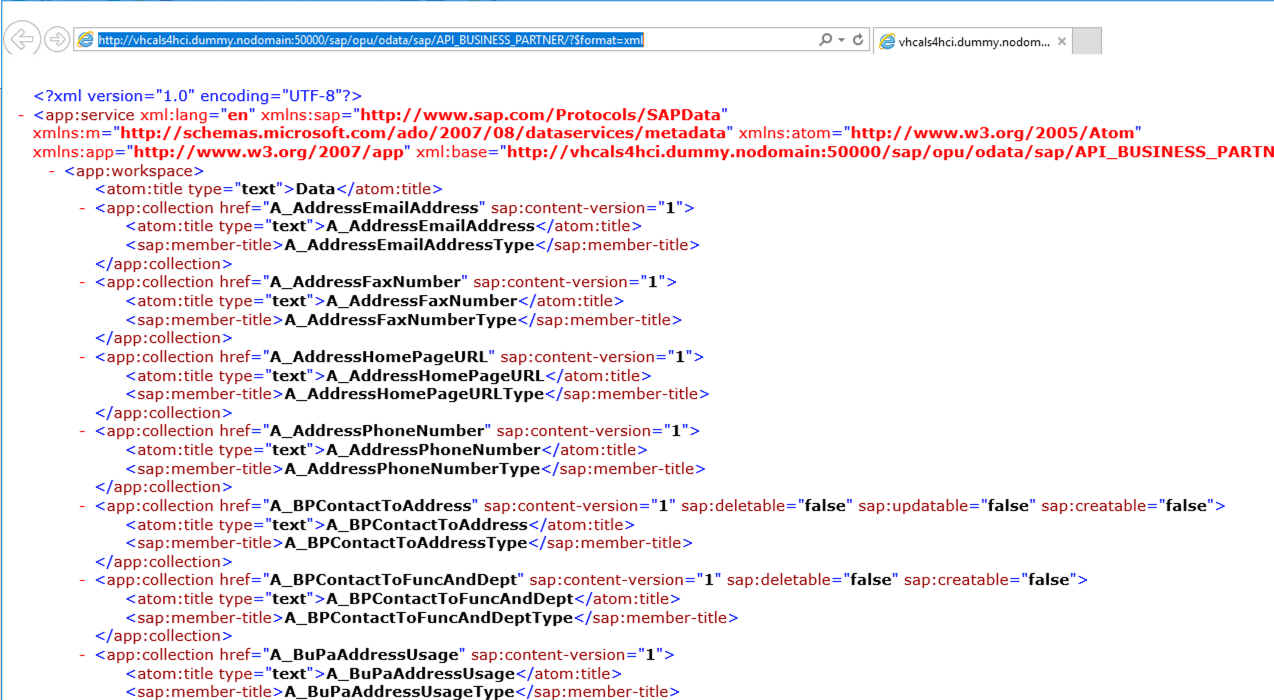 http://vhcals4hci.dummy.nodomain:50000/sap/opu/odata/sap/API_BUSINESS_PARTNER/?$format=xml
vhcals4hci.dummy.nodom...
<?xml version="1.0" encoding="UTF-8"?>
- <app:service xml:lang="en" xmlns:sap="http://www.sap.com/Protocols/SAPData"
xmlns:m="http://schemas.microsoft.com/ado/2007/08/dataservices/metadata" xmlns:atom="http://www.w3.org/2005/Atom"
xmlns:app="http://www.w3.org/2007/app" xml:base="http://vhcals4hci.dummy.nodomain:50000/sap/opu/odata/sap/API_BUSINESS_PARTN
- <app:workspace>
<atom:title type="text">Data</atom:title>
- <app:collection href="A_AddressEmailAddress" sap:content-version="1">
<atom:title type="text">A_AddressEmailAddress</atom:title>
<sap:member-title>A_AddressEmailAddressType</sap:member-title>
</app:collection>
- <app:collection href="A_AddressFaxNumber" sap:content-version="1">
<atom:title type="text">A_AddressFaxNumber</atom:title>
<sap:member-title>A_AddressFaxNumberType</sap:member-title>
</app:collection>
- <app:collection href="A_AddressHomePageURL" sap:content-version="1">
<atom:title type="text">A_AddressHomePageURL</atom:title>
<sap:member-title>A_AddressHomePageURLType</sap:member-title>
</app:collection>
- <app:collection href="A_AddressPhoneNumber" sap:content-version="1">
<atom:title type="text">A_AddressPhoneNumber</atom:title>
<sap:member-title>A_AddressPhoneNumberType</sap:member-title>
</app:collection>
- <app:collection href="A_BPContactToAddress" sap:content-version="1" sap:deletable="false" sap:updatable="false" sap:creatable="false">
<atom:title type="text">A_BPContactToAddress</atom:title>
<sap:member-title>A_BPContactToAddressType</sap:member-title>
</app:collection>
- <app:collection href="A_BPContactToFuncAndDept" sap:content-version="1" sap:deletable="false" sap:creatable="false">
<atom:title type="text">A_BPContactToFuncAndDept</atom:title>
<sap:member-title>A_BPContactToFuncAndDeptType</sap:member-title>
</app:collection>
- <app:collection href="A_BuPaAddressUsage" sap:content-version="1">
<atom:title type="text">A_BuPaAddressUsage</atom:title>
<sap:member-title>A_BuPaAddressUsageType</sap:member-title>